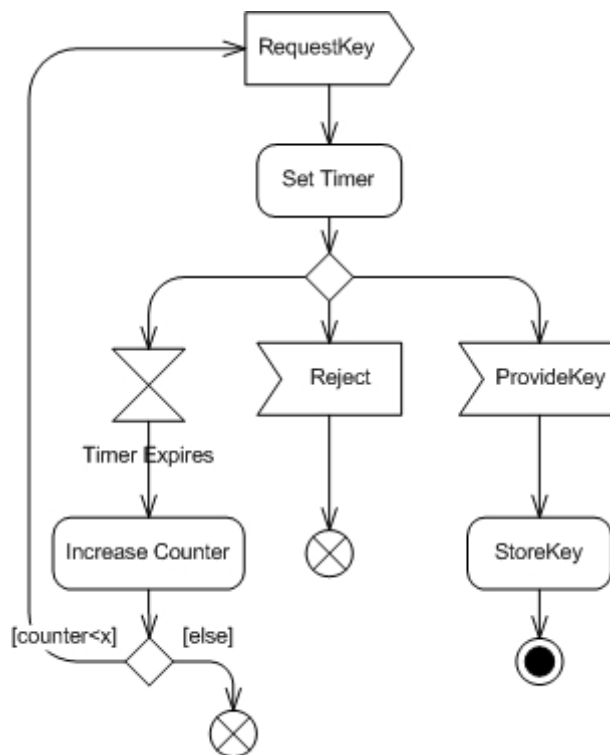 RequestKey
Set Timer
Reject
ProvideKey
Timer Expires
Increase Counter
StoreKey
[counter<x]
[else]